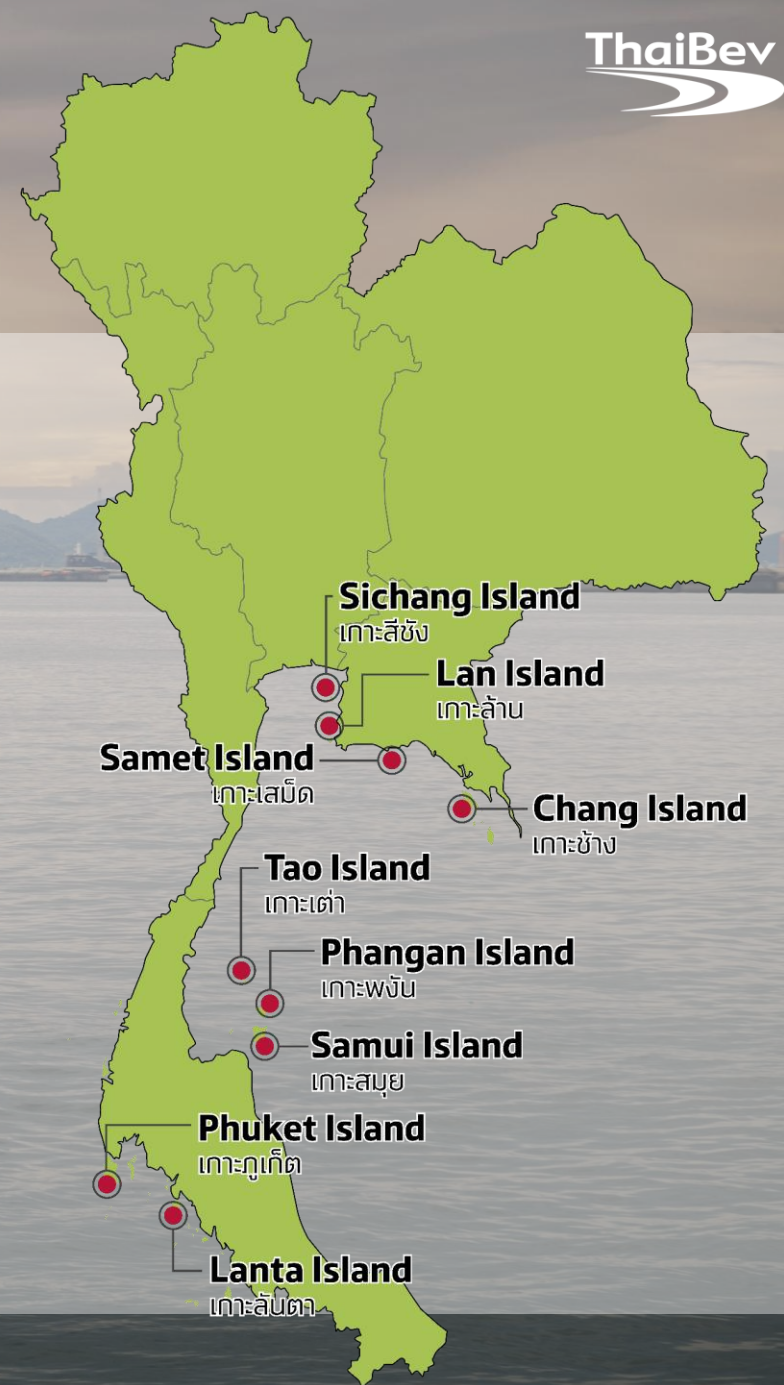 ThaiBev
Sichang Island
เกาะสีชัง
Lan Island
เกาะล้าน
Samet Island
เกาะเสม็ด
Chang Island
เกาะช้าง
Tao Island
เกาะเต่า
Phangan Island
เกาะพงัน
Samui Island
เกาะสมุย
Phuket Island
เกาะภูเก็ต
Lanta Island
เกาะลันตา